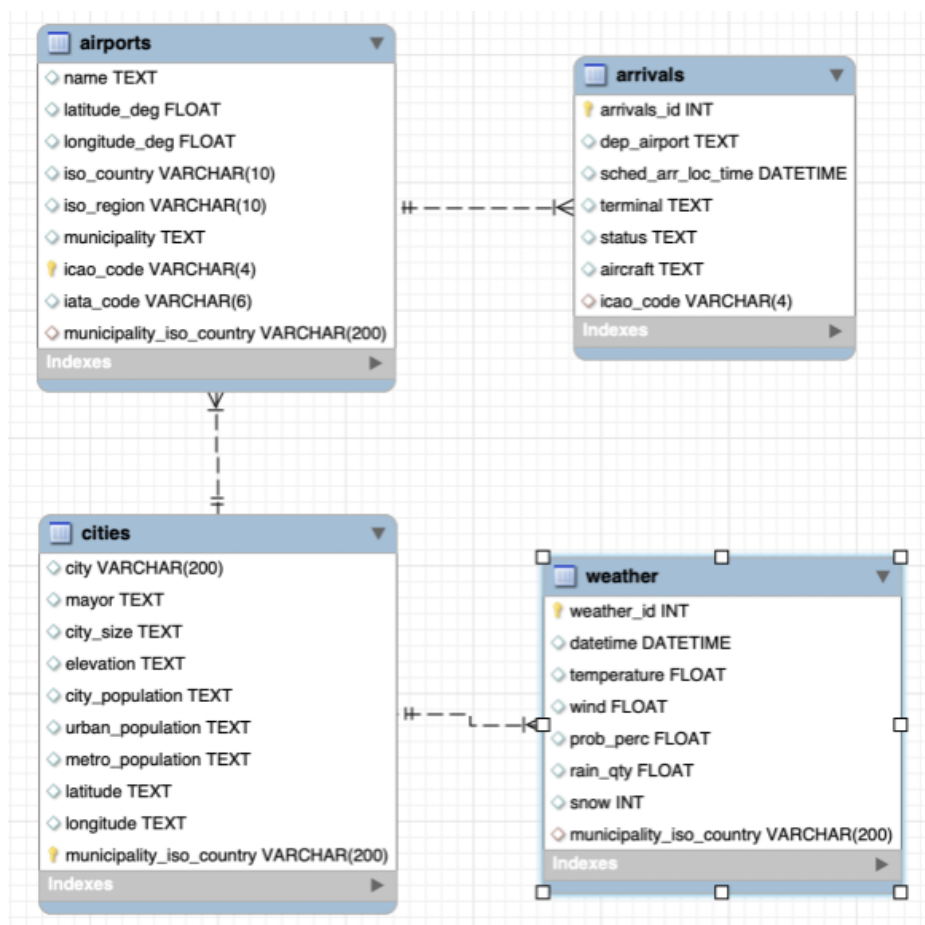 airports
name TEXT
latitude_deg FLOAT
longitude_deg FLOAT
iso_country VARCHAR(10)
iso_region VARCHAR(10)
municipality TEXT
icao_code VARCHAR(4)
iata_code VARCHAR(6)
municipality_iso_country VARCHAR(200)
Indexes
arrivals
arrivals_id INT
dep_airport TEXT
sched_arr_loc_time DATETIME
terminal TEXT
status TEXT
aircraft TEXT
icao_code VARCHAR(4)
Indexes
cities
city VARCHAR(200)
mayor TEXT
city_size TEXT
elevation TEXT
city_population TEXT
urban_population TEXT
metro_population TEXT
latitude TEXT
longitude TEXT
municipality_iso_country VARCHAR(200)
Indexes
weather
weather_id INT
datetime DATETIME
temperature FLOAT
wind FLOAT
prob_perc FLOAT
rain_qty FLOAT
snow INT
municipality_iso_country VARCHAR(200)
Indexes